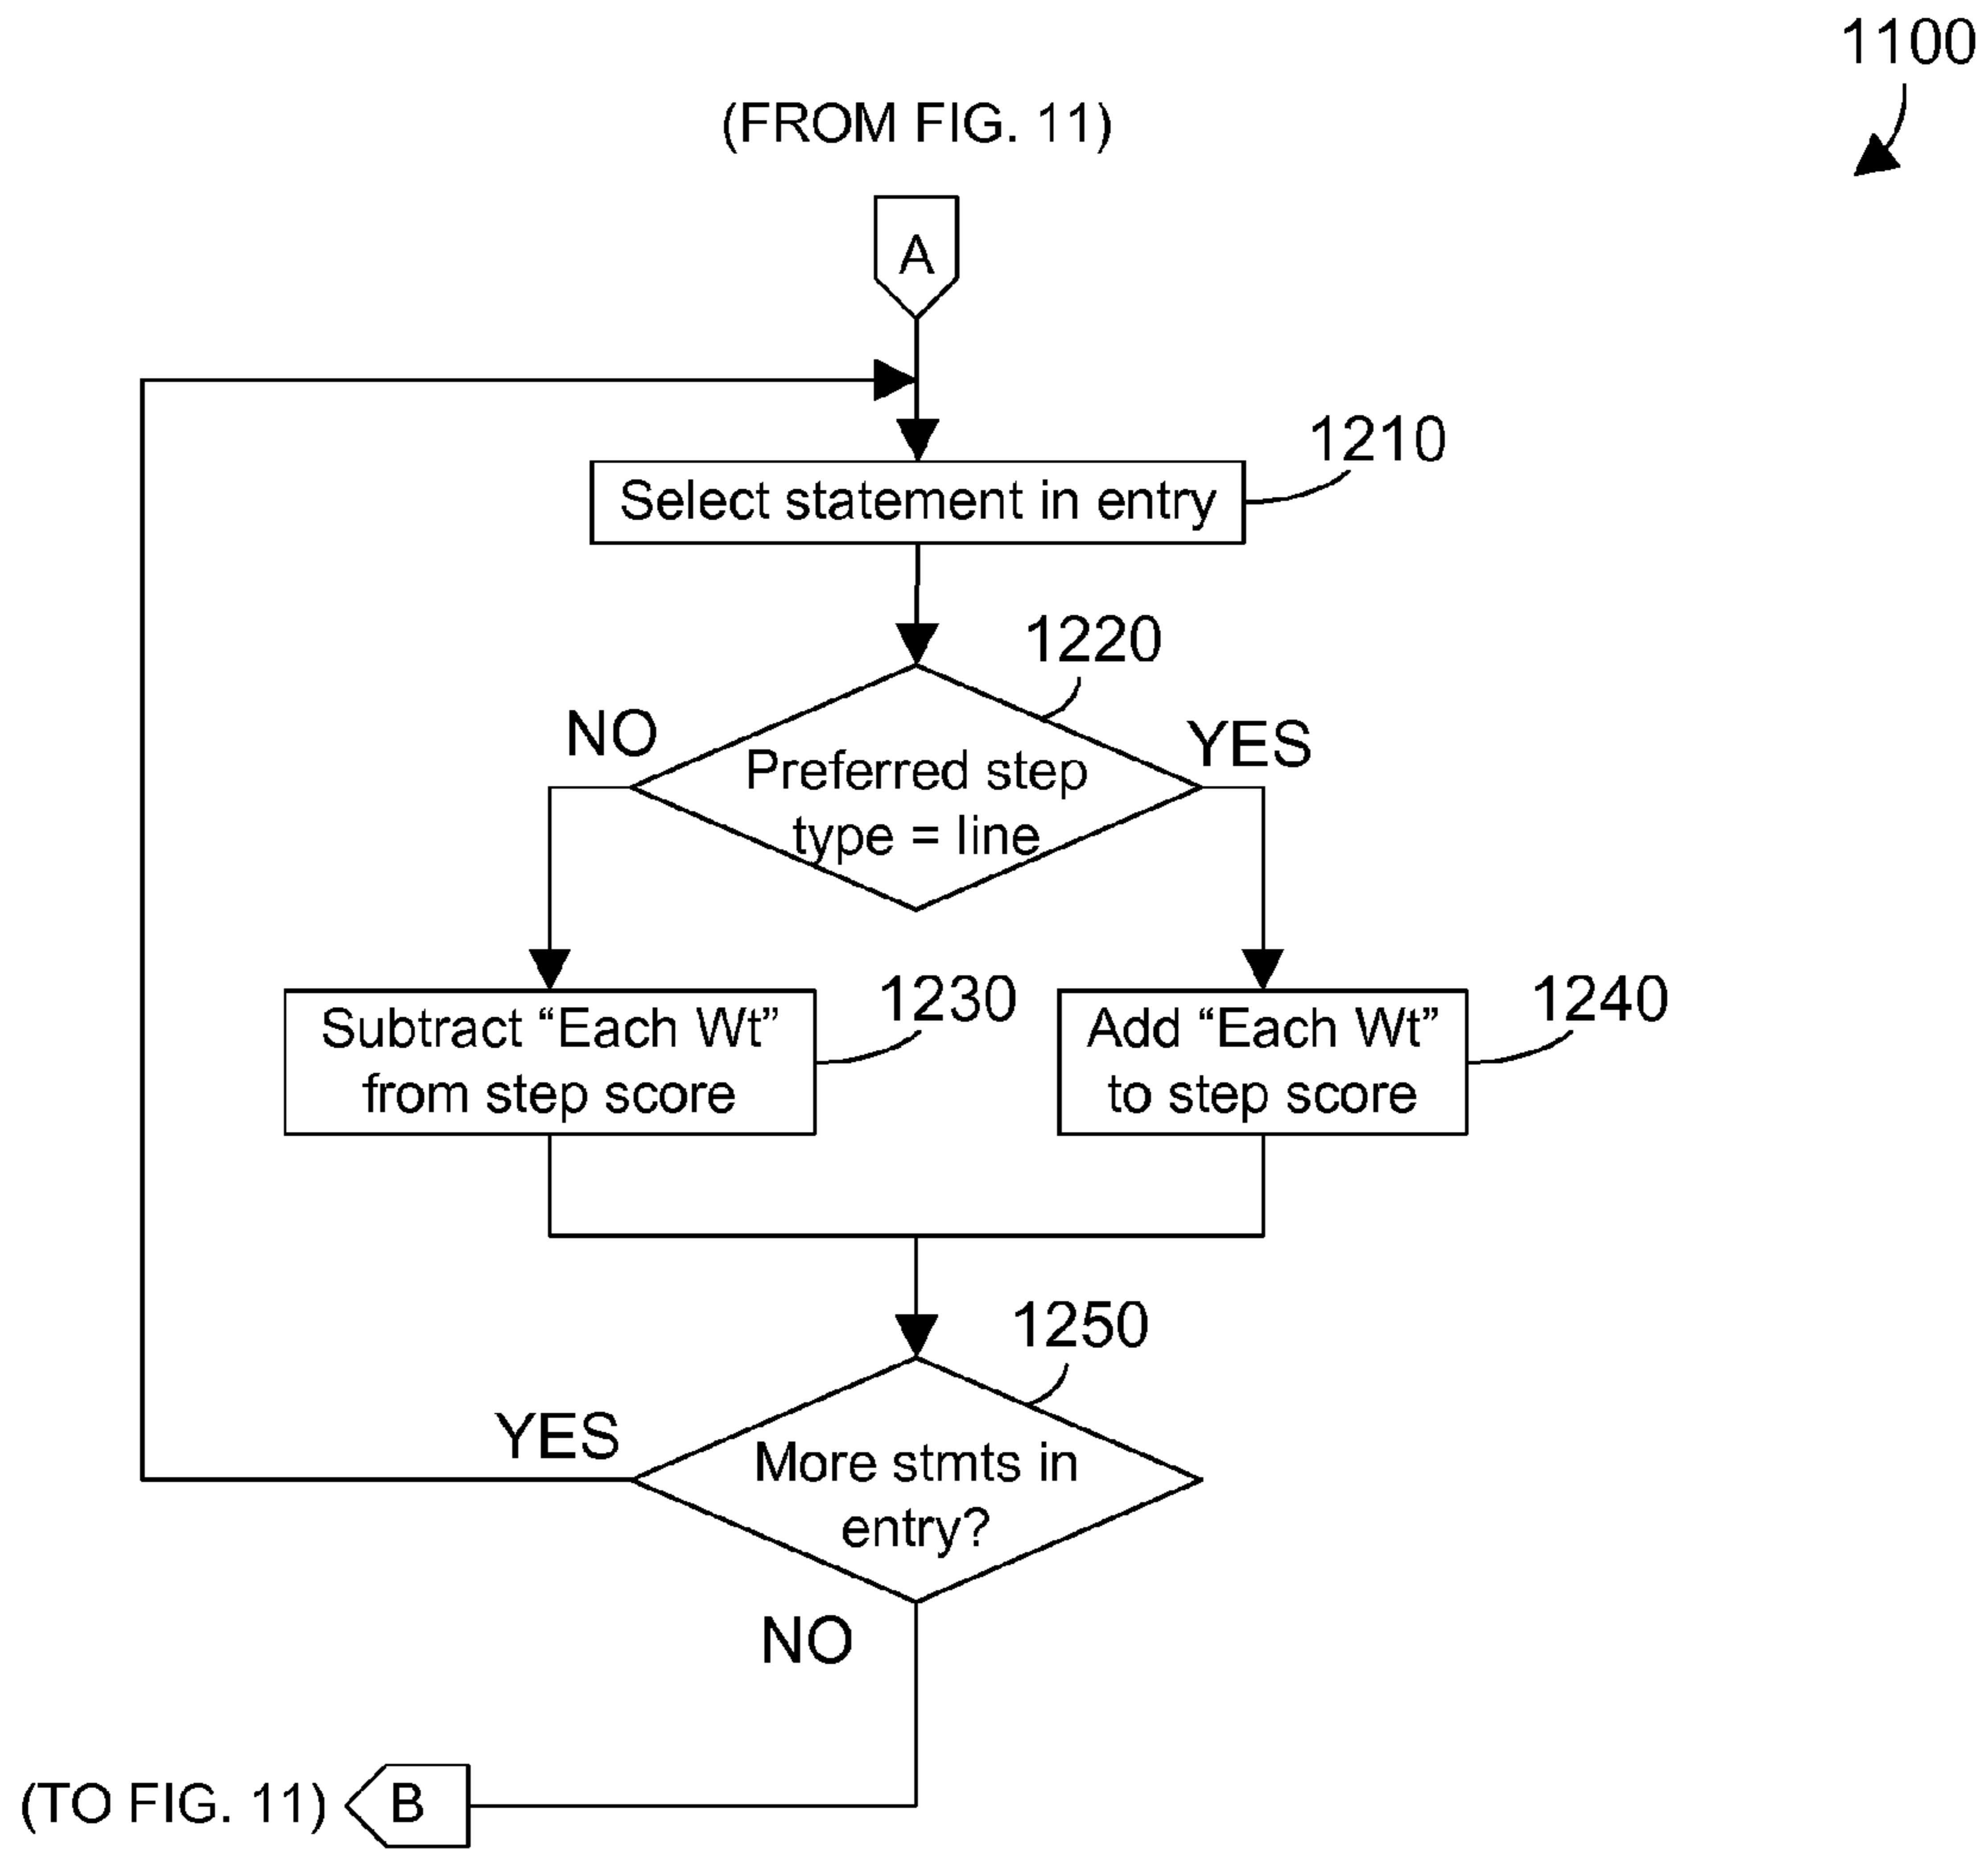 1100
(FROM FIG. 11)
A
1210
Select statement in entry
1220
NO
YES
Preferred step
type = line
1230
1240
Subtract “Each Wt”
from step score
Add “Each Wt”
to step score
1250
YES
More stmts in
entry?
NO
(TO FIG. 11)
B